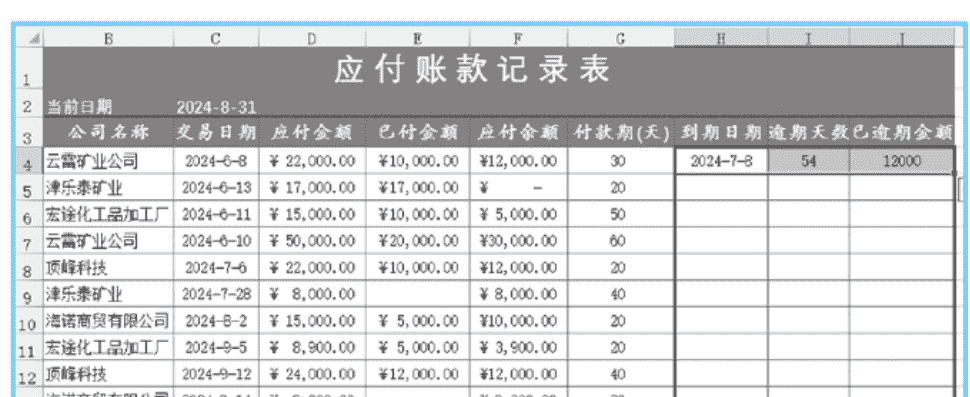 B C D E F G H I J
1 应付账款记录表
2 当前日期 2024-8-31
3 公司名称 交易日期 应付金额 已付金额 应付余额 付款期(天) 到期日期 逾期天数 已逾期金额
4 云雷矿业公司 2024-6-8 ¥ 22,000.00 ¥10,000.00 ¥12,000.00 30 2024-7-8 54 12000
5 津乐泰矿业 2024-6-13 ¥ 17,000.00 ¥17,000.00 ¥ - 20
6 宏途化工品加工厂 2024-6-11 ¥ 15,000.00 ¥10,000.00 ¥ 5,000.00 50
7 云雷矿业公司 2024-6-10 ¥ 50,000.00 ¥20,000.00 ¥30,000.00 60
8 顶峰科技 2024-7-6 ¥ 22,000.00 ¥10,000.00 ¥12,000.00 20
9 津乐泰矿业 2024-7-28 ¥ 8,000.00 ¥ 8,000.00 40
10 海诺商贸有限公司 2024-8-2 ¥ 15,000.00 ¥ 5,000.00 ¥10,000.00 20
11 宏途化工品加工厂 2024-9-5 ¥ 8,900.00 ¥ 5,000.00 ¥ 3,900.00 20
12 顶峰科技 2024-9-12 ¥ 24,000.00 ¥12,000.00 ¥12,000.00 40